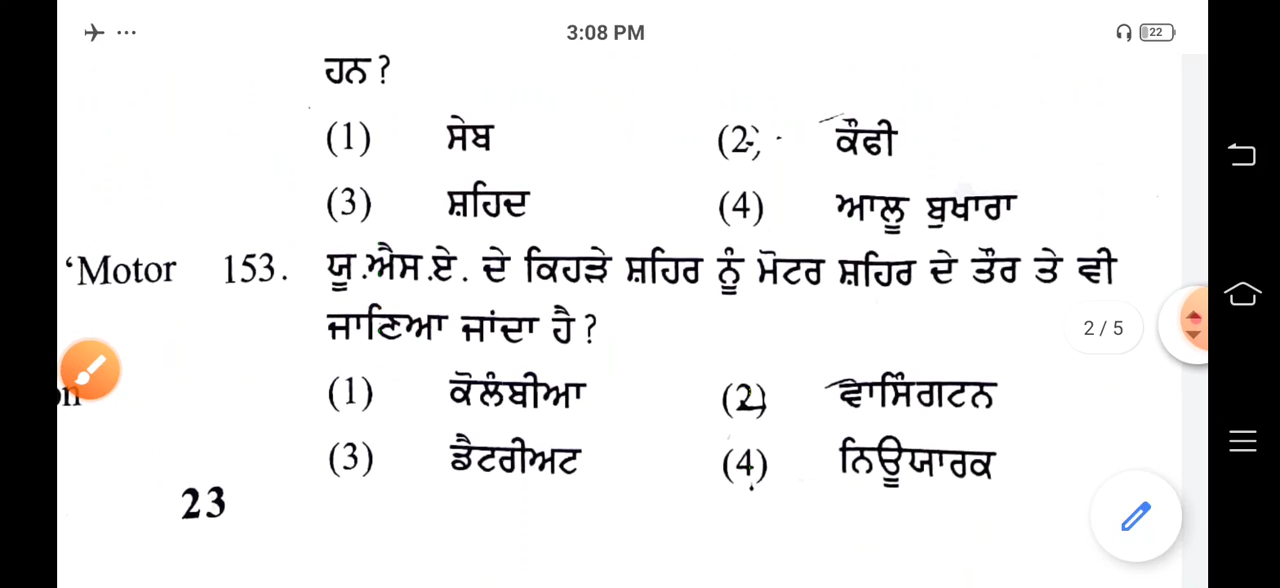 3:08 PM 22
ਹਨ ?
(1) ਸੇਬ (2) ਕੌਫੀ
(3) ਸ਼ਹਿਦ (4) ਆਲੂ ਬੁਖਾਰਾ
‘Motor 153. ਯੂ.ਐਸ.ਏ. ਦੇ ਕਿਹੜੇ ਸ਼ਹਿਰ ਨੂੰ ਮੋਟਰ ਸ਼ਹਿਰ ਦੇ ਤੌਰ ਤੇ ਵੀ
ਜਾਣਿਆ ਜਾਂਦਾ ਹੈ ?
2 / 5
(1) ਕੋਲੰਬੀਆ (2) ਵਾਸਿੰਗਟਨ
(3) ਡੈਟਰੀਅਟ (4) ਨਿਊਯਾਰਕ
23